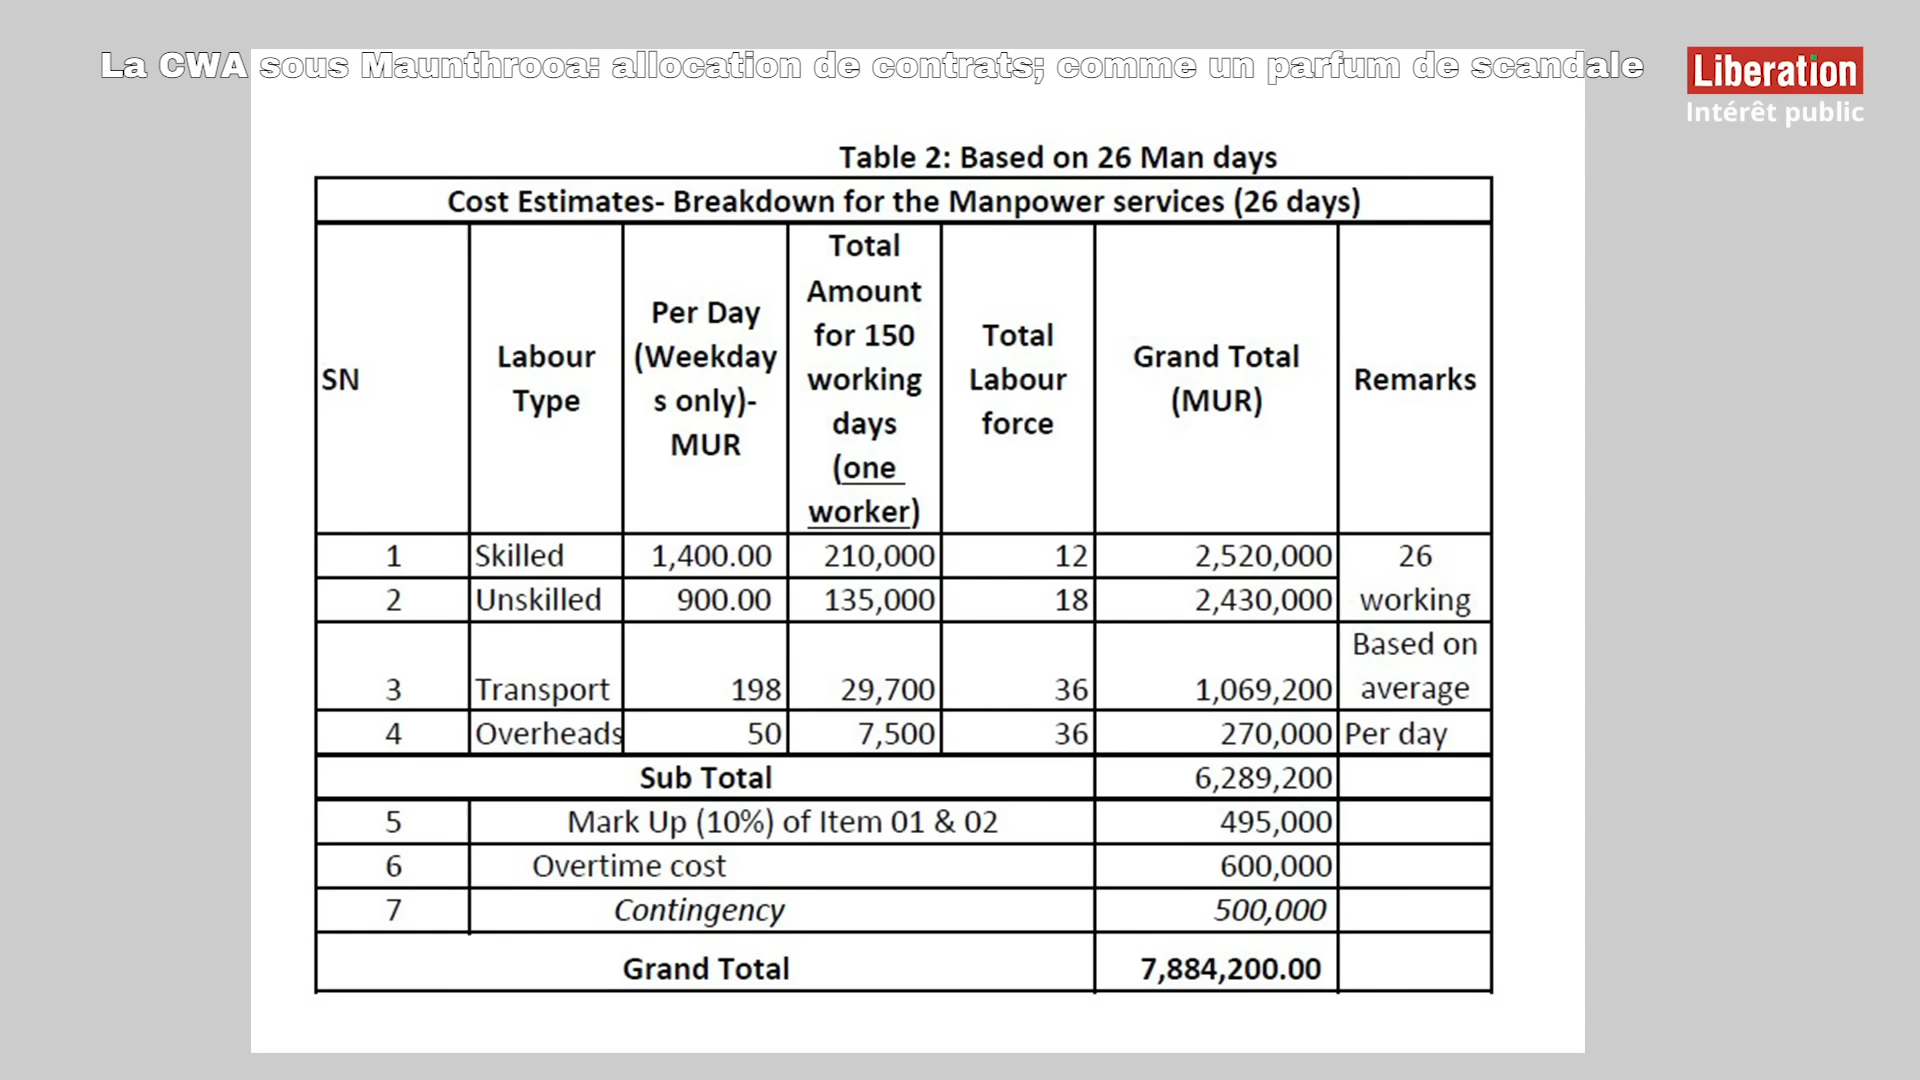 La CWA sous Maunthrooa: allocation de contrats; comme un parfum de scandale
Liberation
Intérêt public
Table 2: Based on 26 Man days
Cost Estimates- Breakdown for the Manpower services (26 days)
SN
Labour
Type
Per Day
(Weekday
s only)-
MUR
Total
Amount
for 150
working
days
(one
worker)
Total
Labour
force
Grand Total
(MUR)
Remarks
1 Skilled 1,400.00 210,000 12 2,520,000 26
2 Unskilled 900.00 135,000 18 2,430,000 working
Based on
3 Transport 198 29,700 36 1,069,200 average
4 Overheads 50 7,500 36 270,000 Per day
Sub Total 6,289,200
5 Mark Up (10%) of Item 01 & 02 495,000
6 Overtime cost 600,000
7 Contingency 500,000
Grand Total 7,884,200.00